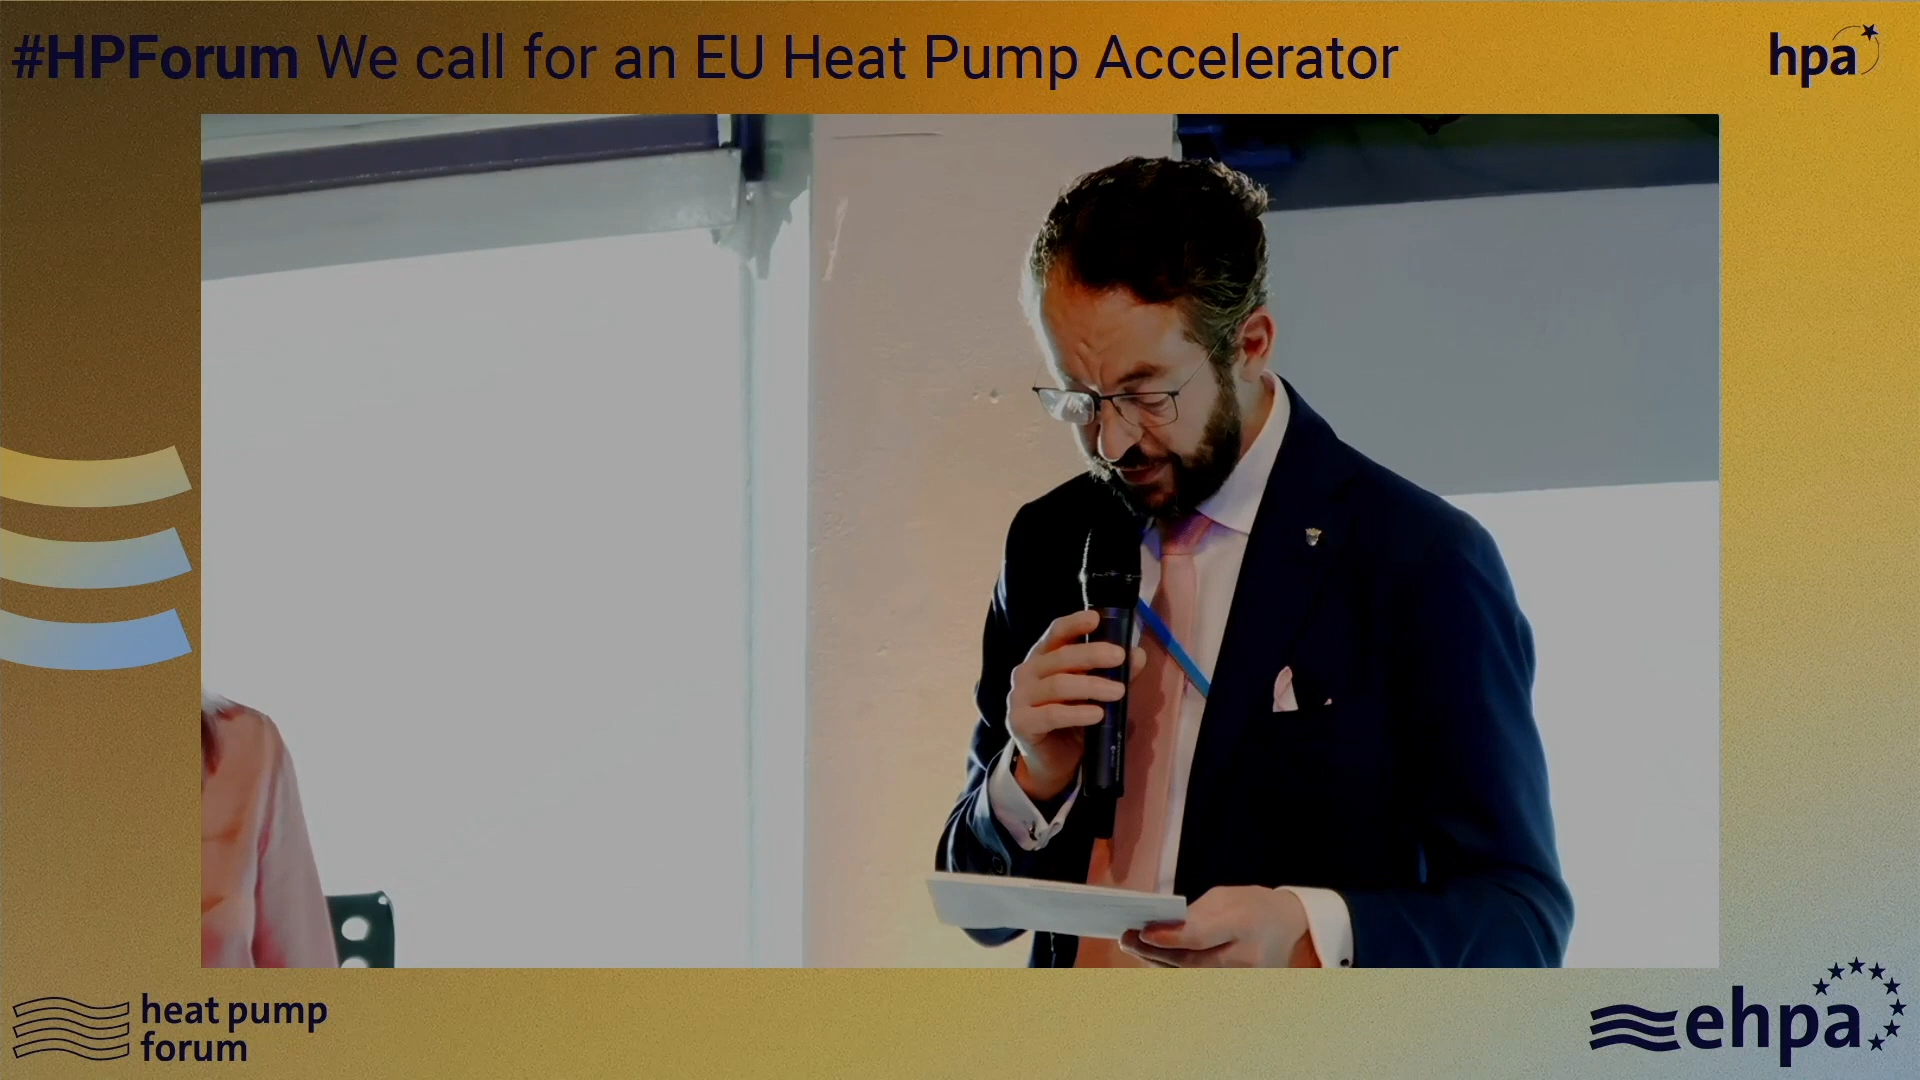 #HPForum We call for an EU Heat Pump Accelerator
hpa
heat pump
forum
ehpa